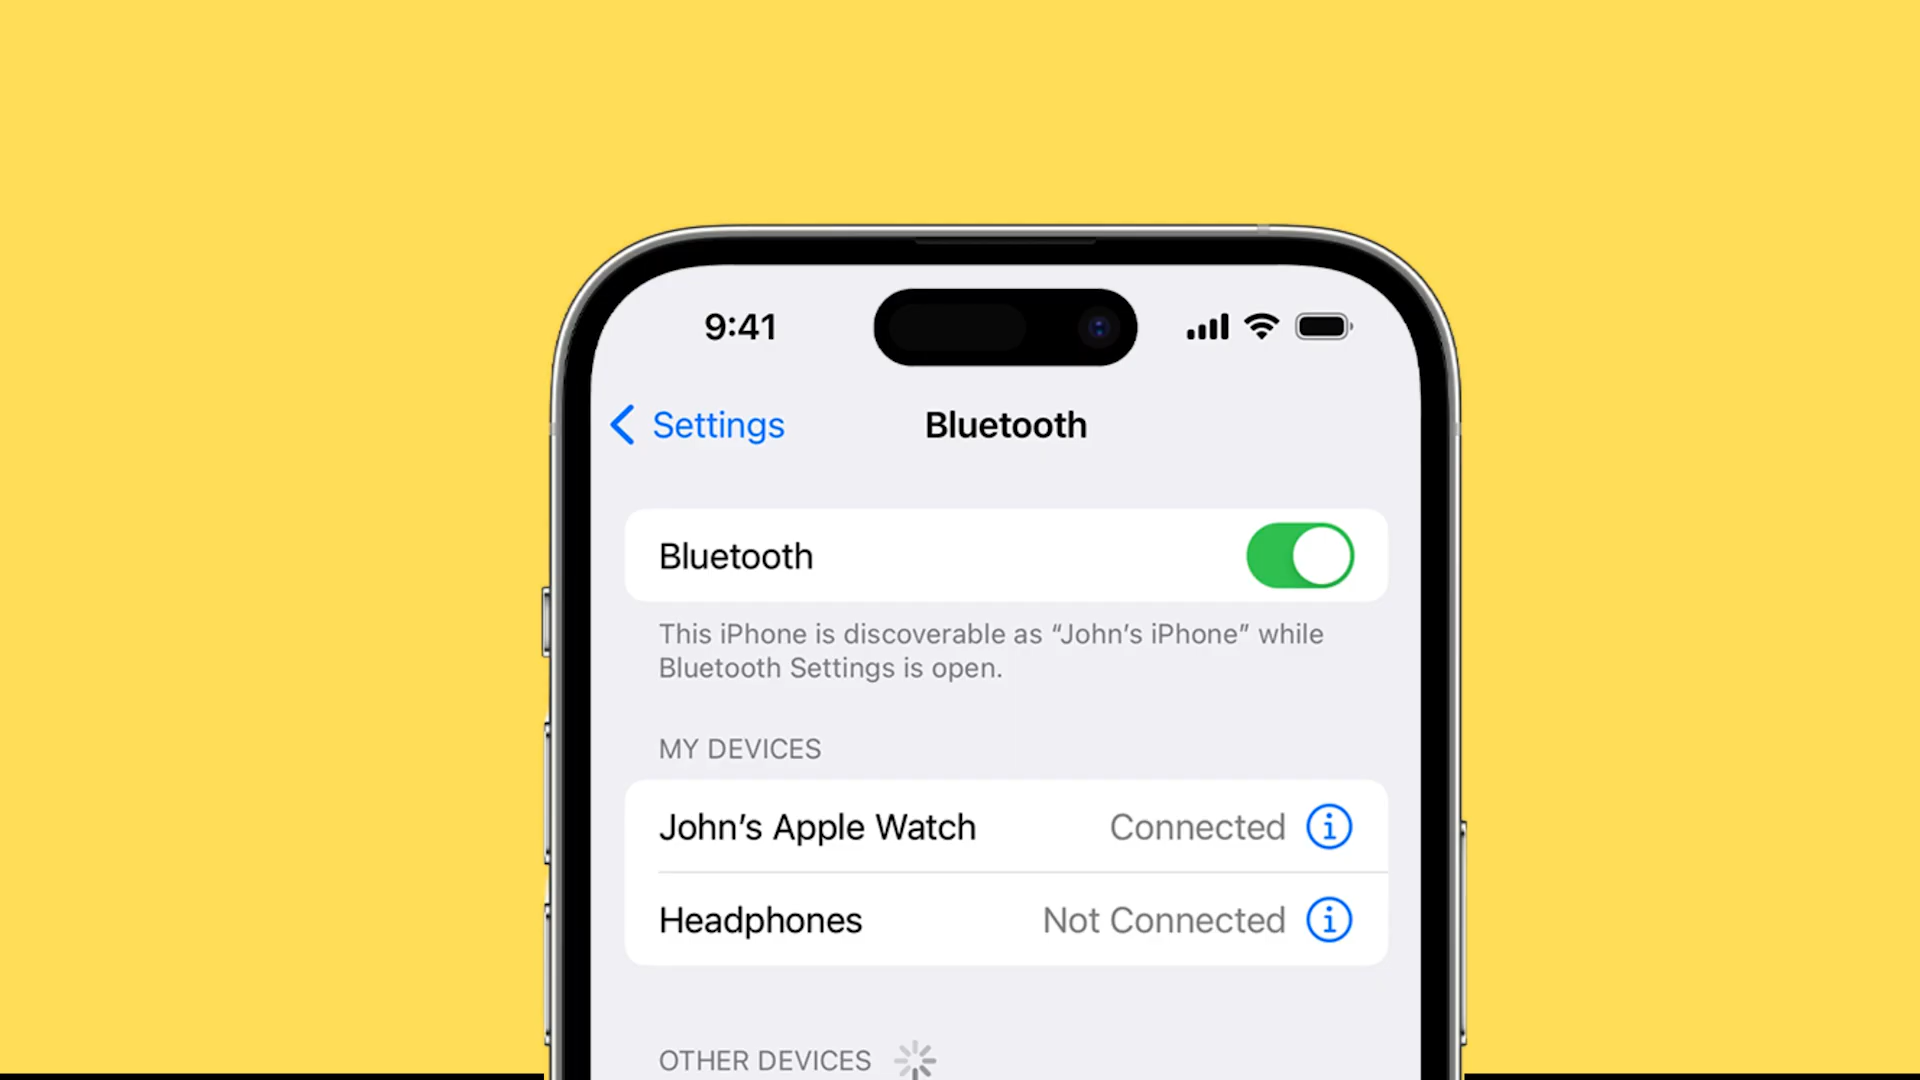 9:41
Settings
Bluetooth
Bluetooth
This iPhone is discoverable as “John’s iPhone” while
Bluetooth Settings is open.
MY DEVICES
John’s Apple Watch Connected
Headphones Not Connected
OTHER DEVICES